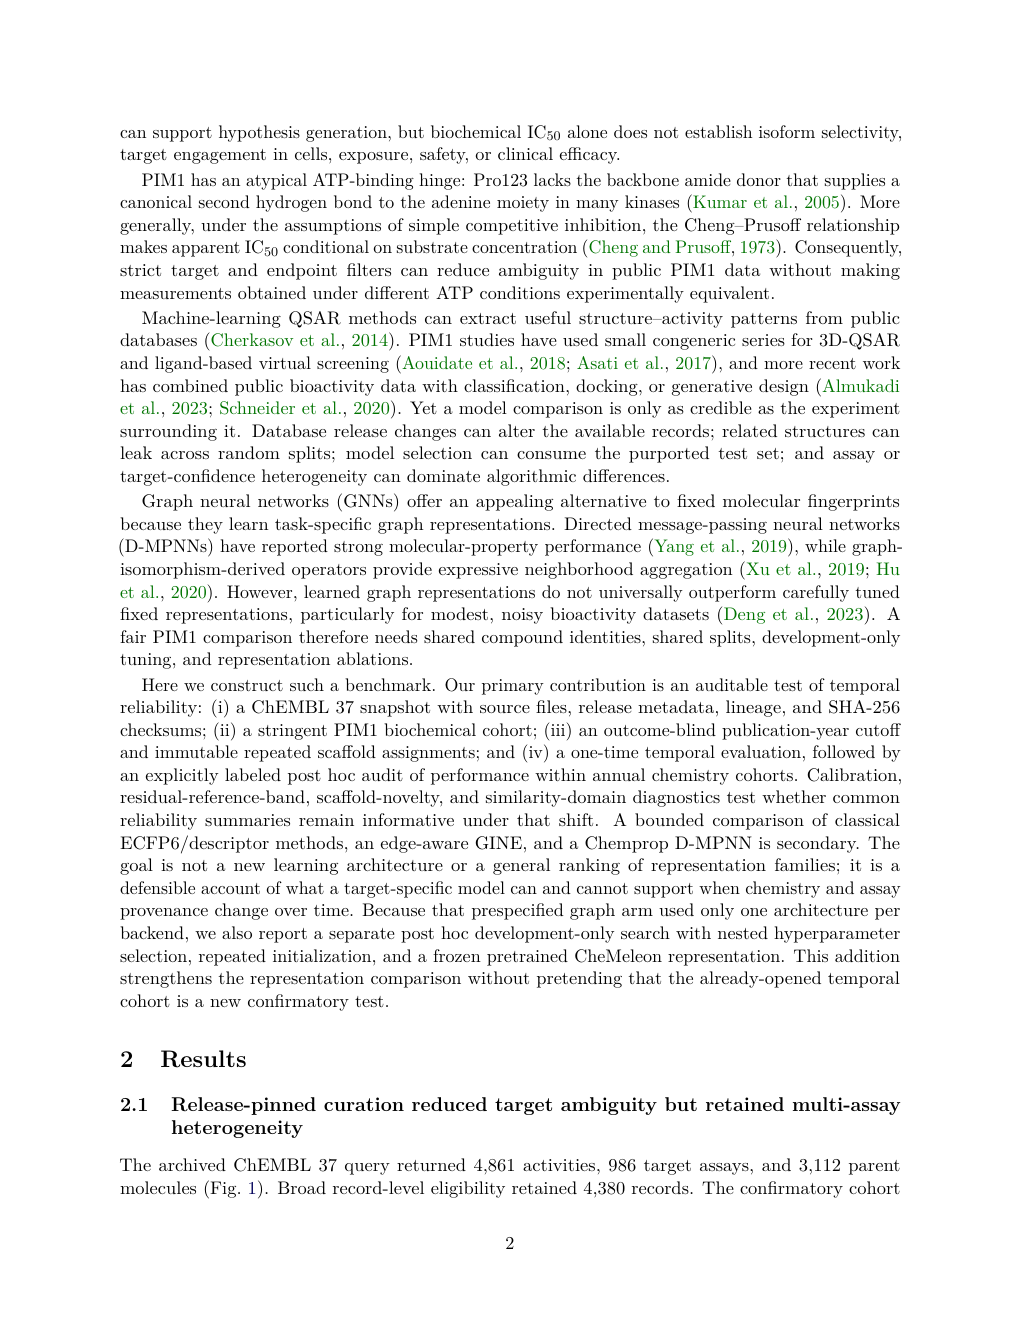 can support hypothesis generation, but biochemical IC50 alone does not establish isoform selectivity,
target engagement in cells, exposure, safety, or clinical efficacy.
PIM1 has an atypical ATP-binding hinge: Pro123 lacks the backbone amide donor that supplies a
canonical second hydrogen bond to the adenine moiety in many kinases (Kumar et al., 2005). More
generally, under the assumptions of simple competitive inhibition, the Cheng–Prusoff relationship
makes apparent IC50 conditional on substrate concentration (Cheng and Prusoff, 1973). Consequently,
strict target and endpoint filters can reduce ambiguity in public PIM1 data without making
measurements obtained under different ATP conditions experimentally equivalent.
Machine-learning QSAR methods can extract useful structure–activity patterns from public
databases (Cherkasov et al., 2014). PIM1 studies have used small congeneric series for 3D-QSAR
and ligand-based virtual screening (Aouidate et al., 2018; Asati et al., 2017), and more recent work
has combined public bioactivity data with classification, docking, or generative design (Almukadi
et al., 2023; Schneider et al., 2020). Yet a model comparison is only as credible as the experiment
surrounding it. Database release changes can alter the available records; related structures can
leak across random splits; model selection can consume the purported test set; and assay or
target-confidence heterogeneity can dominate algorithmic differences.
Graph neural networks (GNNs) offer an appealing alternative to fixed molecular fingerprints
because they learn task-specific graph representations. Directed message-passing neural networks
(D-MPNNs) have reported strong molecular-property performance (Yang et al., 2019), while graph-
isomorphism-derived operators provide expressive neighborhood aggregation (Xu et al., 2019; Hu
et al., 2020). However, learned graph representations do not universally outperform carefully tuned
fixed representations, particularly for modest, noisy bioactivity datasets (Deng et al., 2023). A
fair PIM1 comparison therefore needs shared compound identities, shared splits, development-only
tuning, and representation ablations.
Here we construct such a benchmark. Our primary contribution is an auditable test of temporal
reliability: (i) a ChEMBL 37 snapshot with source files, release metadata, lineage, and SHA-256
checksums; (ii) a stringent PIM1 biochemical cohort; (iii) an outcome-blind publication-year cutoff
and immutable repeated scaffold assignments; and (iv) a one-time temporal evaluation, followed by
an explicitly labeled post hoc audit of performance within annual chemistry cohorts. Calibration,
residual-reference-band, scaffold-novelty, and similarity-domain diagnostics test whether common
reliability summaries remain informative under that shift. A bounded comparison of classical
ECFP6/descriptor methods, an edge-aware GINE, and a Chemprop D-MPNN is secondary. The
goal is not a new learning architecture or a general ranking of representation families; it is a
defensible account of what a target-specific model can and cannot support when chemistry and assay
provenance change over time. Because that prespecified graph arm used only one architecture per
backend, we also report a separate post hoc development-only search with nested hyperparameter
selection, repeated initialization, and a frozen pretrained CheMeleon representation. This addition
strengthens the representation comparison without pretending that the already-opened temporal
cohort is a new confirmatory test.
2 Results
2.1 Release-pinned curation reduced target ambiguity but retained multi-assay
heterogeneity
The archived ChEMBL 37 query returned 4,861 activities, 986 target assays, and 3,112 parent
molecules (Fig. 1). Broad record-level eligibility retained 4,380 records. The confirmatory cohort
2